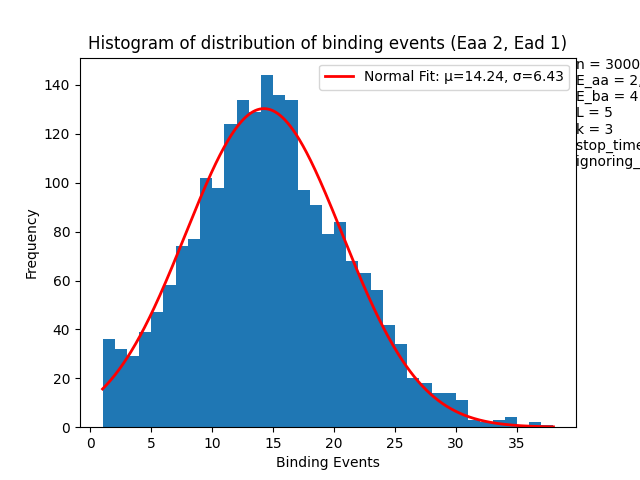 Histogram of distribution of binding events (Eaa 2, Ead 1)
Normal Fit: μ=14.24, σ=6.43
n = 3000
E_aa = 2,
E_ba = 4
L = 5
k = 3
stop_time
ignoring_
Frequency
140
120
100
80
60
40
20
0
0 5 10 15 20 25 30 35
Binding Events